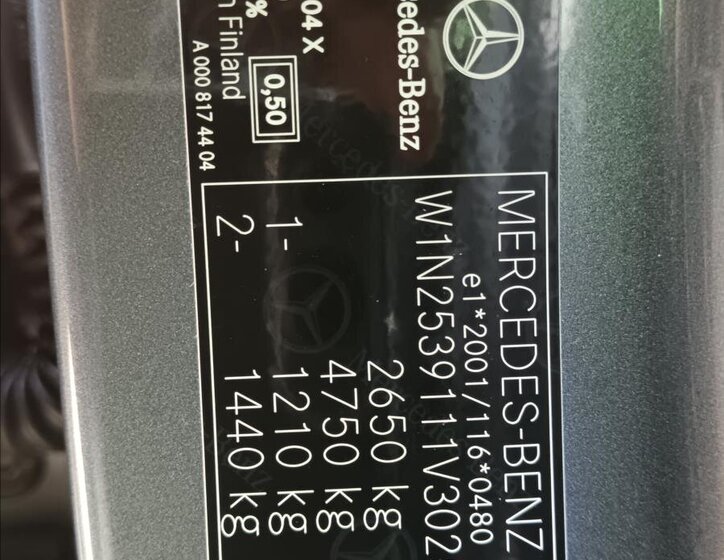 04 X
%
n Finland
0,50
A 000 817 44 04
cedes-Benz
MERCEDES-BENZ
e1*2001/116*0480
W1N2539111V302
2650 kg
4750 kg
1- 1210 kg
2- 1440 kg